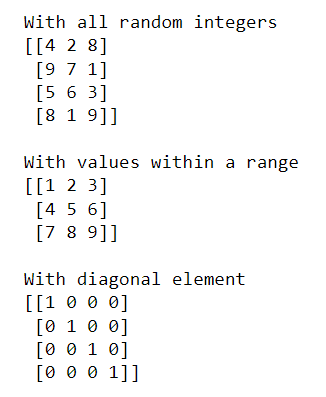 With all random integers
[[4 2 8]
 [9 7 1]
 [5 6 3]
 [8 1 9]]
With values within a range
[[1 2 3]
 [4 5 6]
 [7 8 9]]
With diagonal element
[[1 0 0 0]
 [0 1 0 0]
 [0 0 1 0]
 [0 0 0 1]]